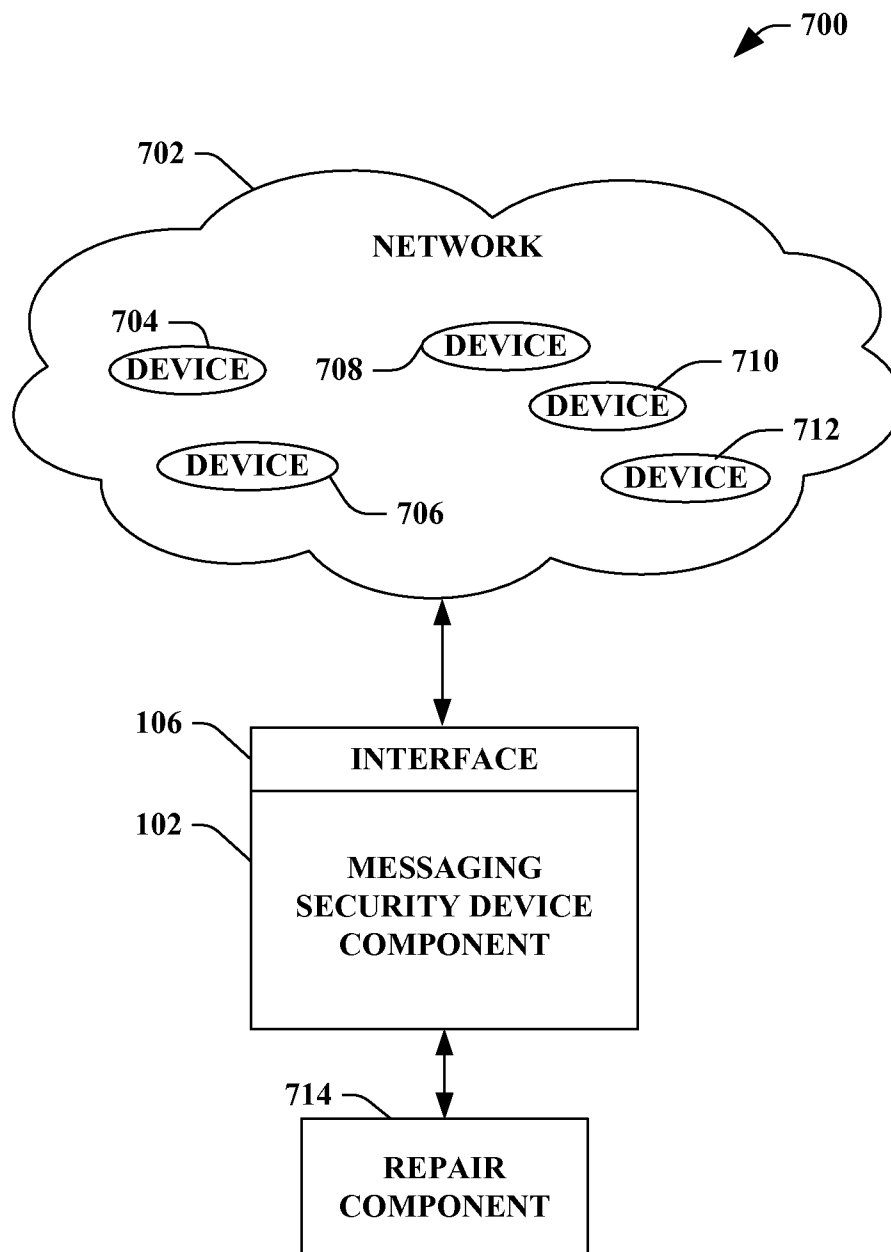 700
702
NETWORK
704
DEVICE
708
DEVICE
710
DEVICE
712
DEVICE
DEVICE
706
106
INTERFACE
102
MESSAGING
SECURITY DEVICE
COMPONENT
714
REPAIR
COMPONENT